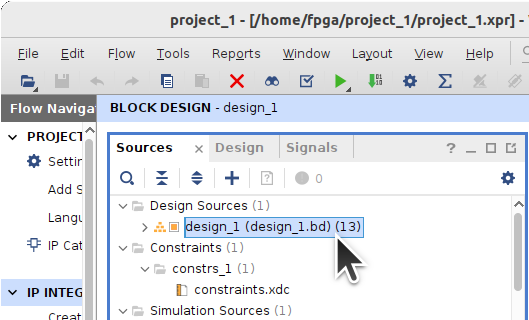 project_1 - [/home/fpga/project_1/project_1.xpr] -
File Edit Flow Tools Reports Window Layout View Help
Flow Naviga
BLOCK DESIGN - design_1
PROJECT
Settin
Add S
Langu
IP Cat
IP INTEG
Create
Sources × Design Signals ? _
0
Design Sources (1)
design_1 (design_1.bd) (13)
Constraints (1)
constrs_1 (1)
constraints.xdc
Simulation Sources (1)